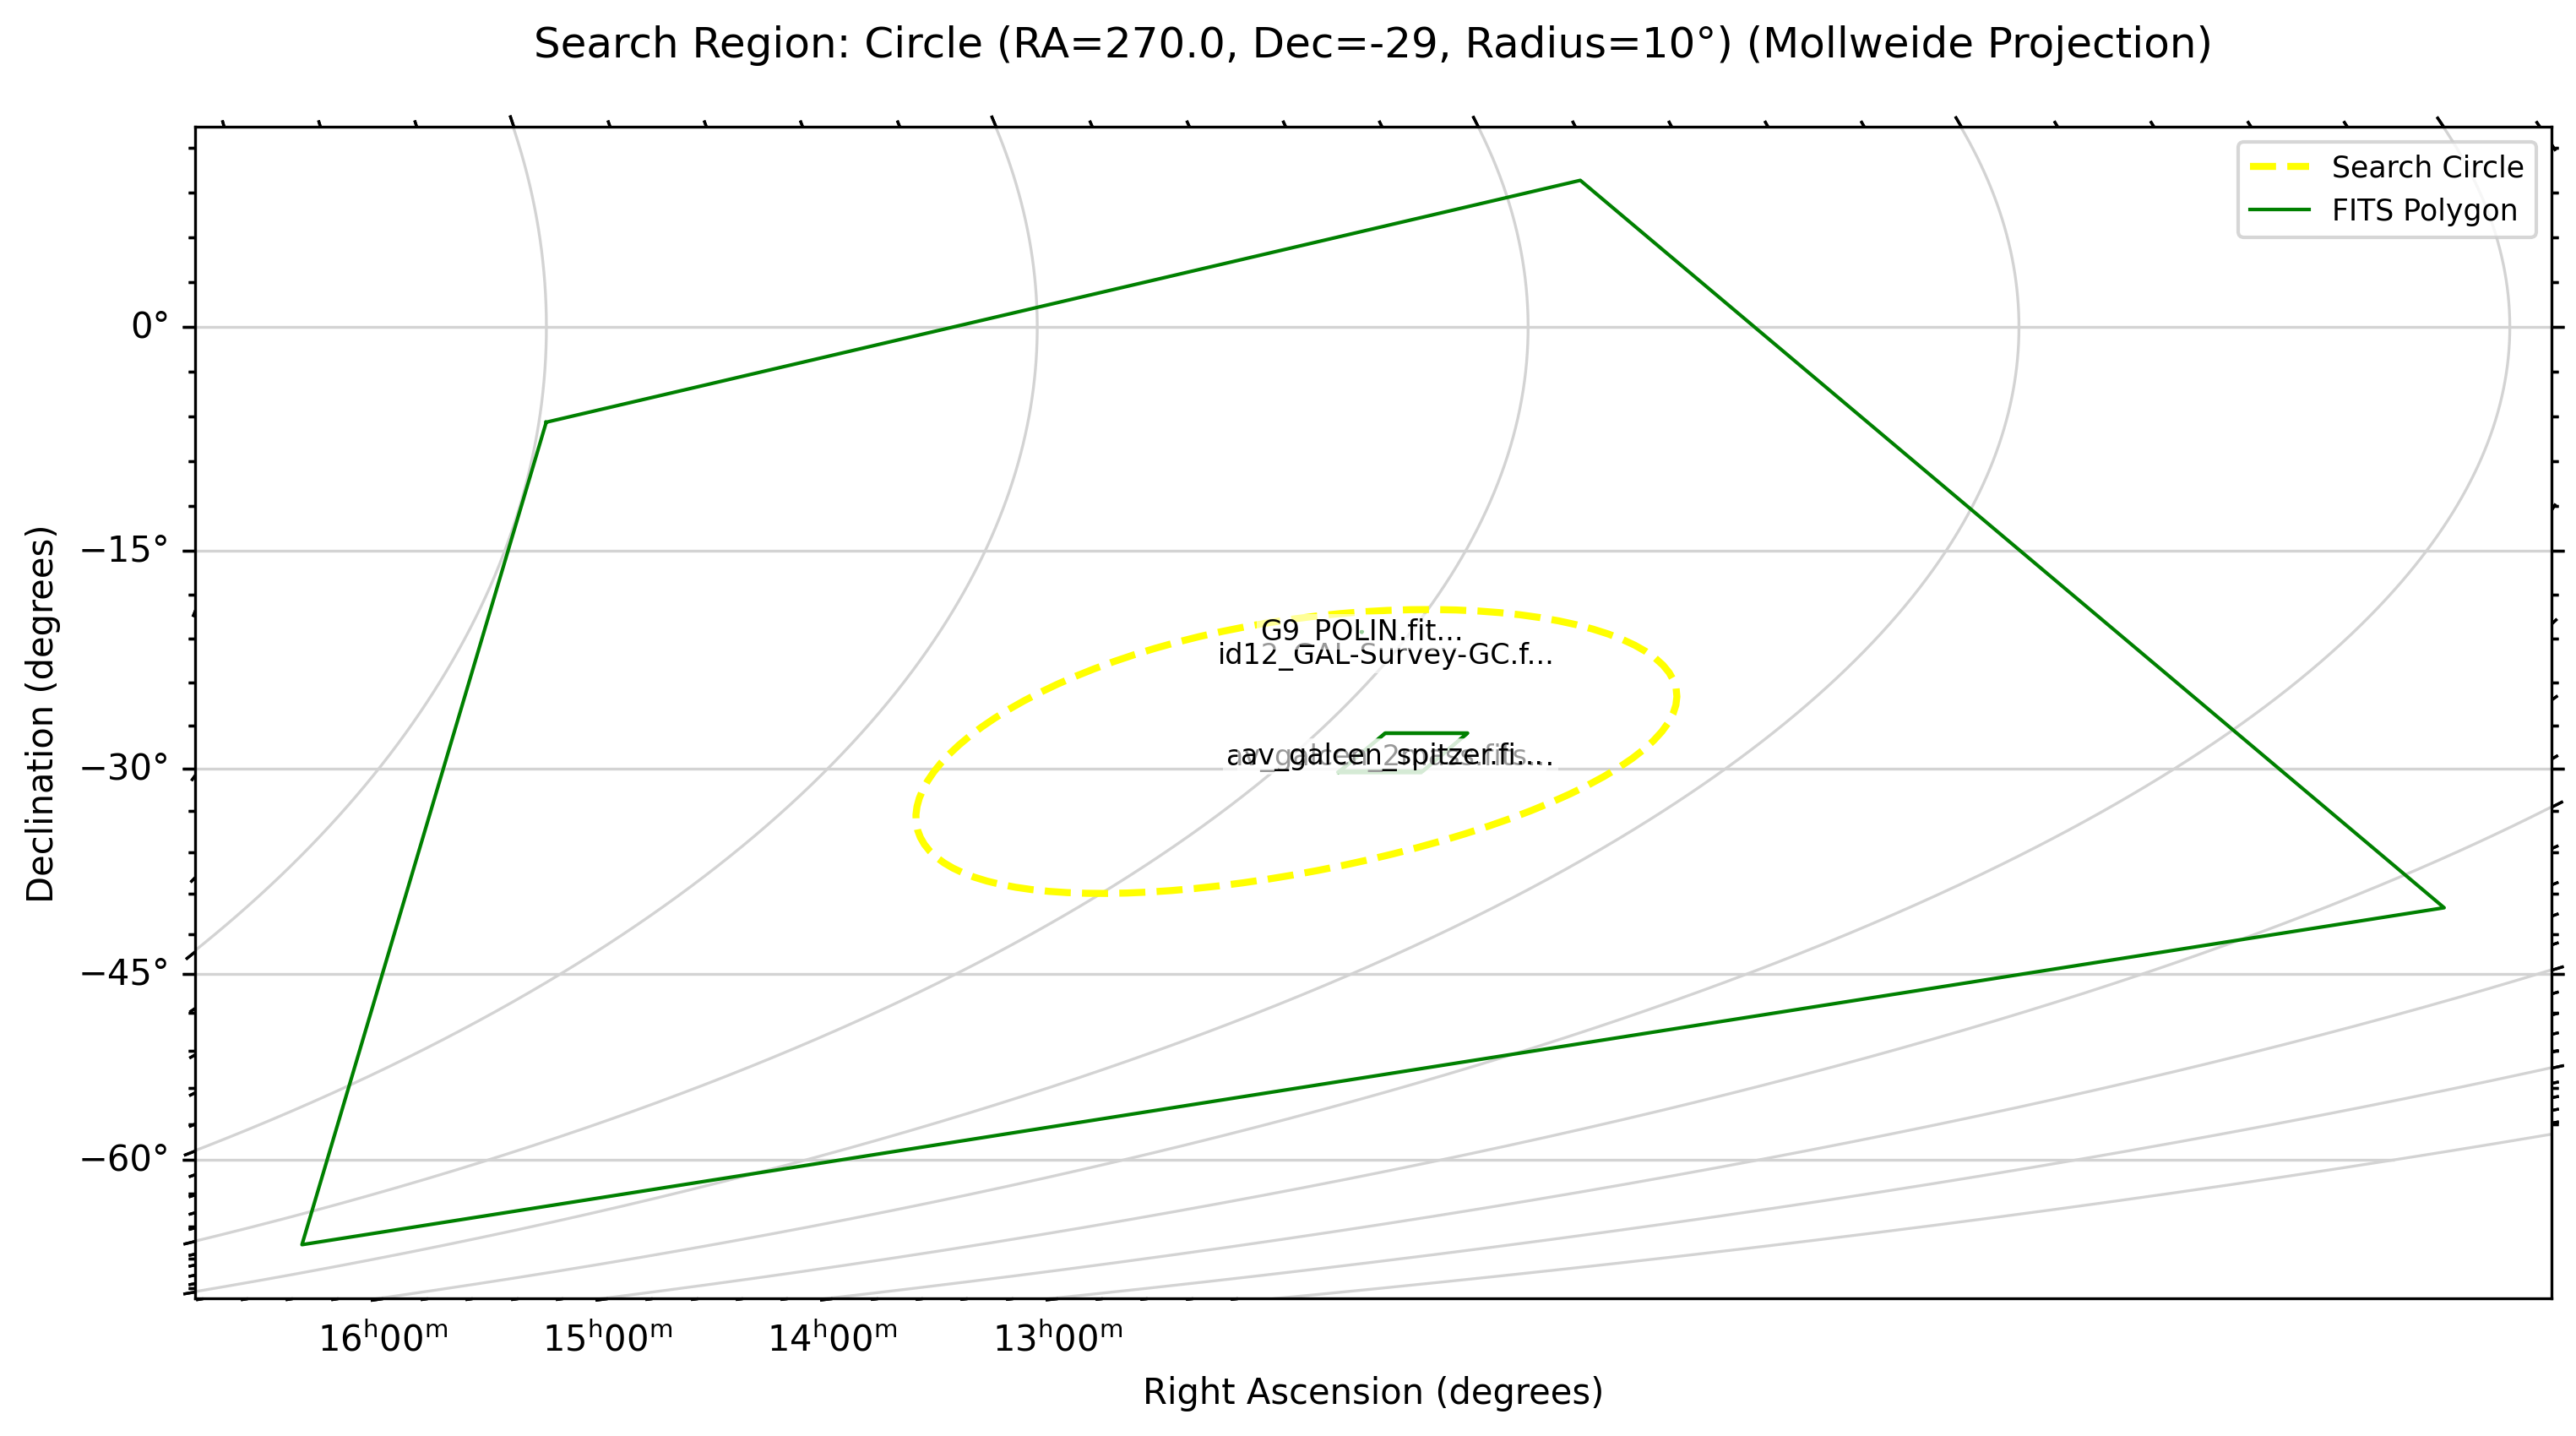 Search Region: Circle (RA=270.0, Dec=-29, Radius=10°) (Mollweide Projection)
Search Circle
FITS Polygon
0°
−15°
−30°
−45°
−60°
Declination (degrees)
G9_POLIN.fit...
id12_GAL-Survey-GC.f...
av_galcen_spitzer.fi...
16ʰ00ᵐ
15ʰ00ᵐ
14ʰ00ᵐ
13ʰ00ᵐ
Right Ascension (degrees)